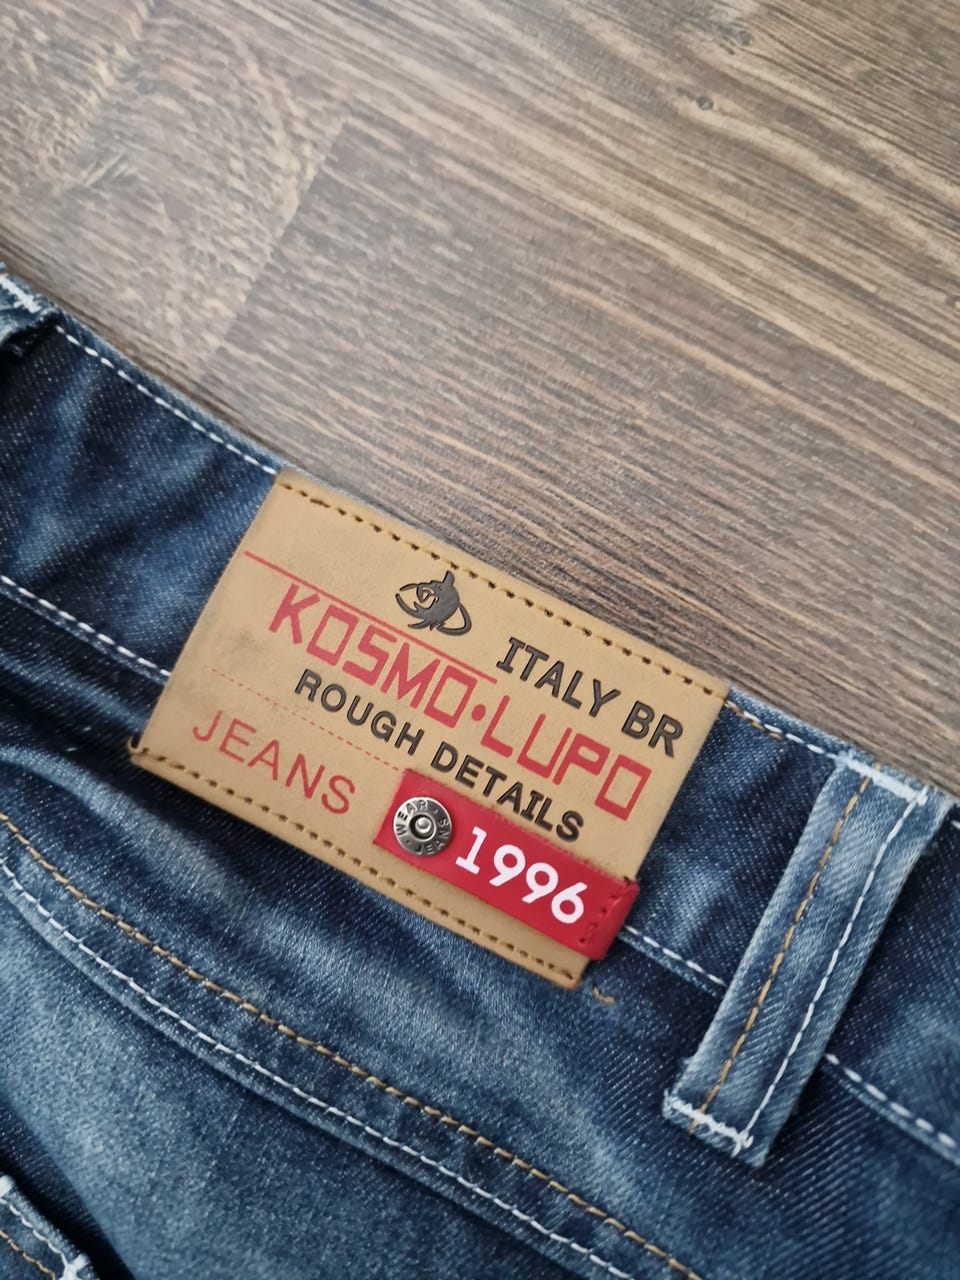 ITALY BR
KOSMO·LUPO
ROUGH DETAILS
JEANS
WEAR · JEANS ·
1996